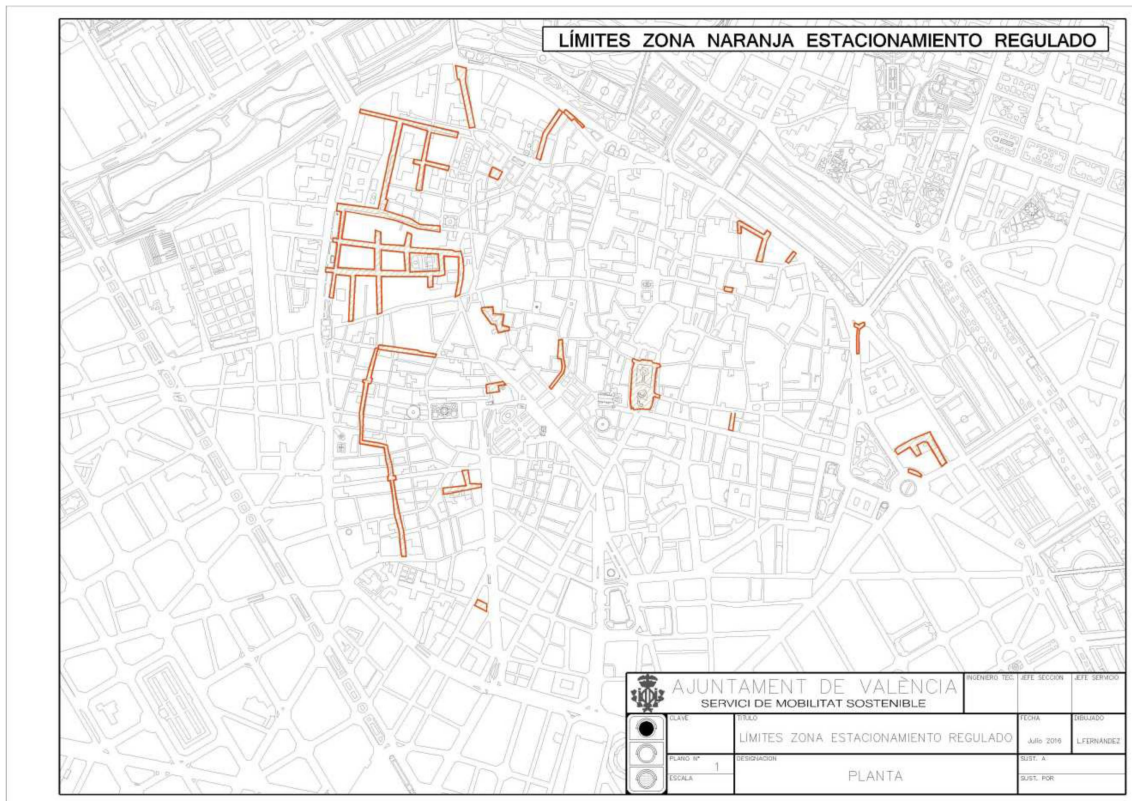 LÍMITES ZONA NARANJA ESTACIONAMIENTO REGULADO
AJUNTAMENT DE VALÈNCIA
SERVICI DE MOBILITAT SOSTENIBLE
INGENIERO TEC.
JEFE SECCION
JEFE SERVICIO
CLAVE
TITULO
LÍMITES ZONA ESTACIONAMIENTO REGULADO
FECHA
Julio 2016
DIBUJADO
L.FERNANDEZ
PLANO Nº
1
ESCALA
DESIGNACION
PLANTA
SUST. A
SUST. POR